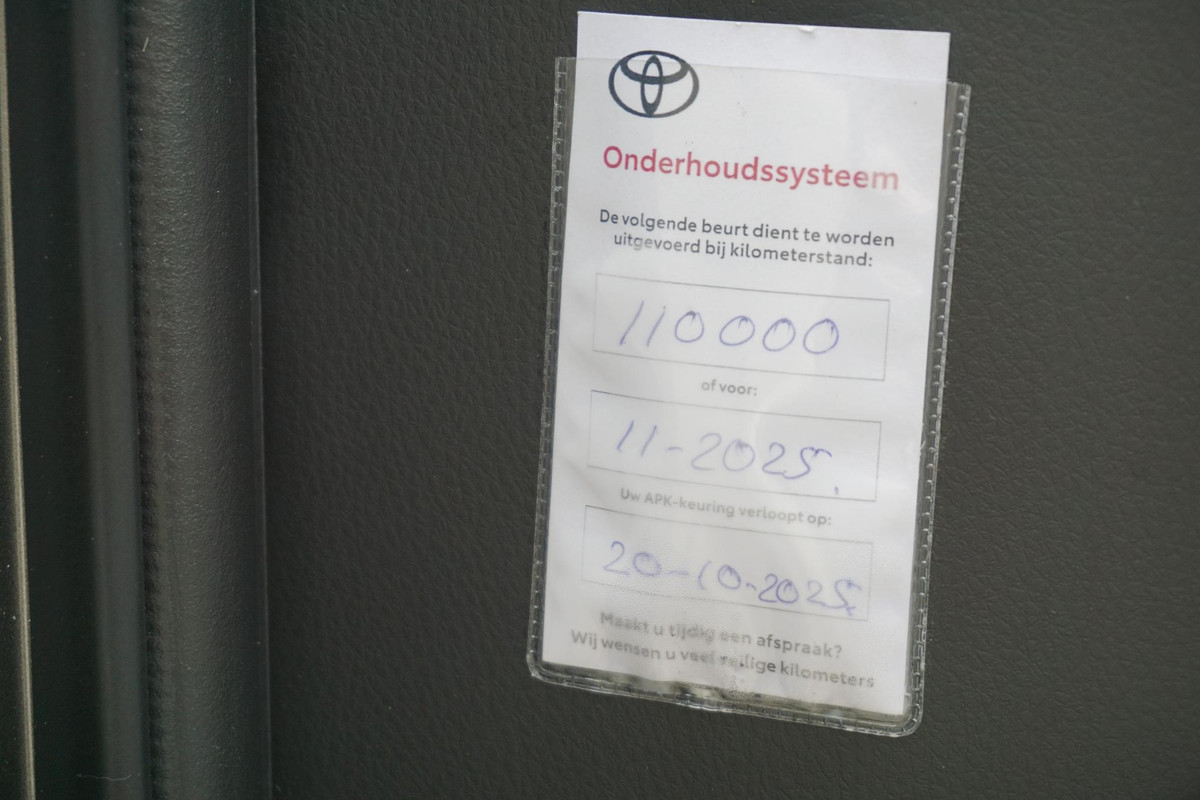 Onderhoudssysteem
De volgende beurt dient te worden
uitgevoerd bij kilometerstand:
110000
of voor:
11-2025.
Uw APK-keuring verloopt op:
20-10-2025.
Maakt u tijdig een afspraak?
Wij wensen u veel veilige kilometers